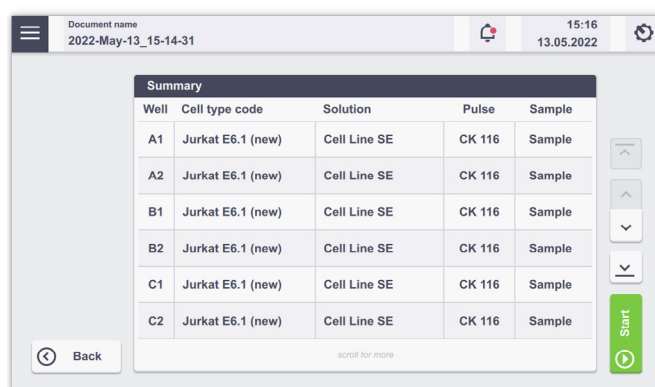 Document name
2022-May-13_15-14-31
15:16
13.05.2022
Summary
Well Cell type code Solution Pulse Sample
A1 Jurkat E6.1 (new) Cell Line SE CK 116 Sample
A2 Jurkat E6.1 (new) Cell Line SE CK 116 Sample
B1 Jurkat E6.1 (new) Cell Line SE CK 116 Sample
B2 Jurkat E6.1 (new) Cell Line SE CK 116 Sample
C1 Jurkat E6.1 (new) Cell Line SE CK 116 Sample
C2 Jurkat E6.1 (new) Cell Line SE CK 116 Sample
scroll for more
Back
Start